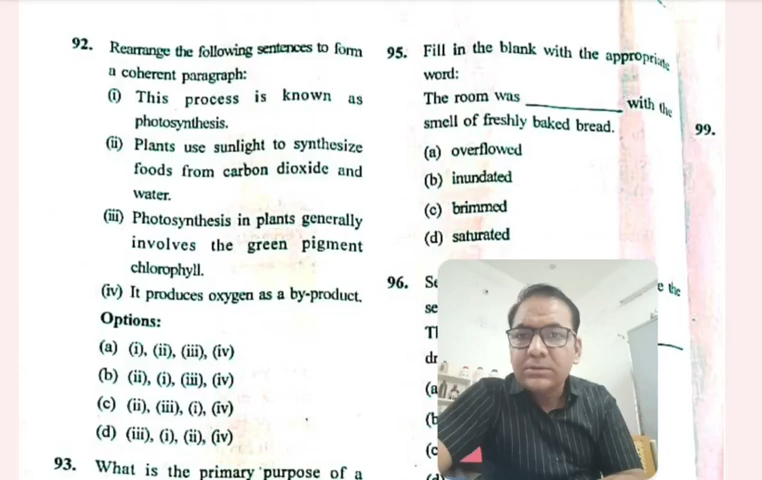 92. Rearrange the following sentences to form
a coherent paragraph:
(i) This process is known as
photosynthesis.
(ii) Plants use sunlight to synthesize
foods from carbon dioxide and
water.
(iii) Photosynthesis in plants generally
involves the green pigment
chlorophyll.
(iv) It produces oxygen as a by-product.
Options:
(a) (i), (ii), (iii), (iv)
(b) (ii), (i), (iii), (iv)
(c) (ii), (iii), (i), (iv)
(d) (iii), (i), (ii), (iv)
93. What is the primary purpose of a
95. Fill in the blank with the appropriate
word:
The room was ________ with the
smell of freshly baked bread.
(a) overflowed
(b) inundated
(c) brimmed
(d) saturated
96.
the
99.